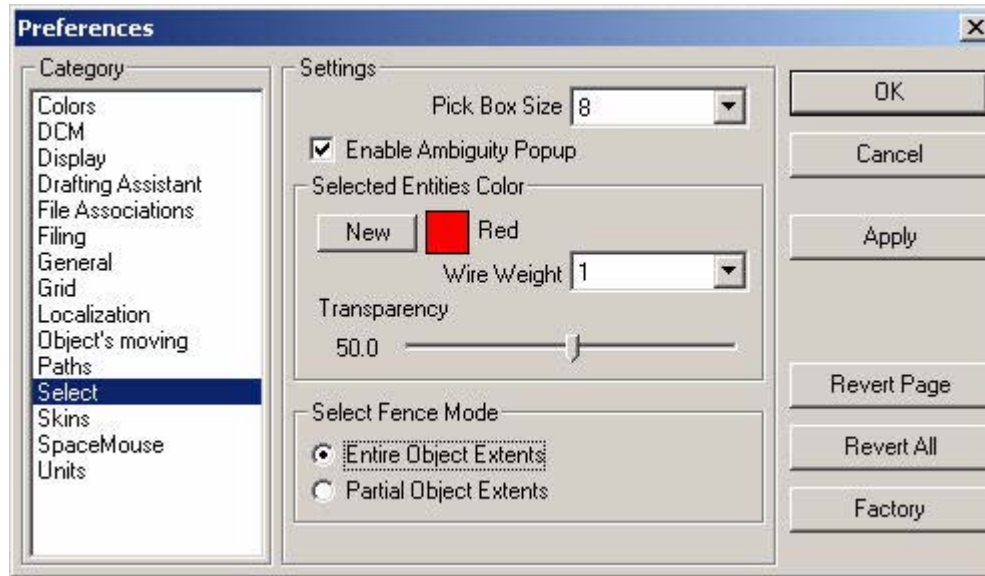 Preferences
Category
Colors
DCM
Display
Drafting Assistant
File Associations
Filing
General
Grid
Localization
Object's moving
Paths
Select
Skins
SpaceMouse
Units
Settings
Pick Box Size 8
Enable Ambiguity Popup
Selected Entities Color
New Red
Wire Weight 1
Transparency
50.0
Select Fence Mode
Entire Object Extents
Partial Object Extents
OK
Cancel
Apply
Revert Page
Revert All
Factory